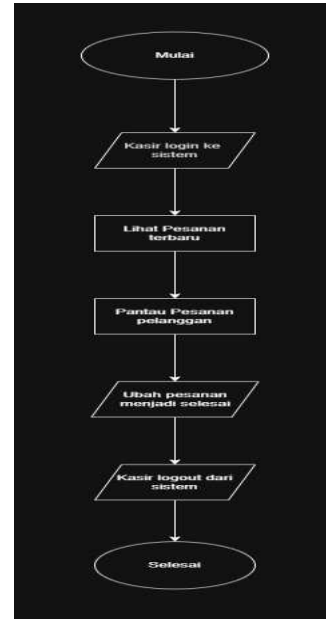 Mulai
Kasir login ke
sistem
Lihat Pesanan
terbaru
Pantau Pesanan
pelanggan
Ubah pesanan
menjadi selesai
Kasir logout dari
sistem
Selesai